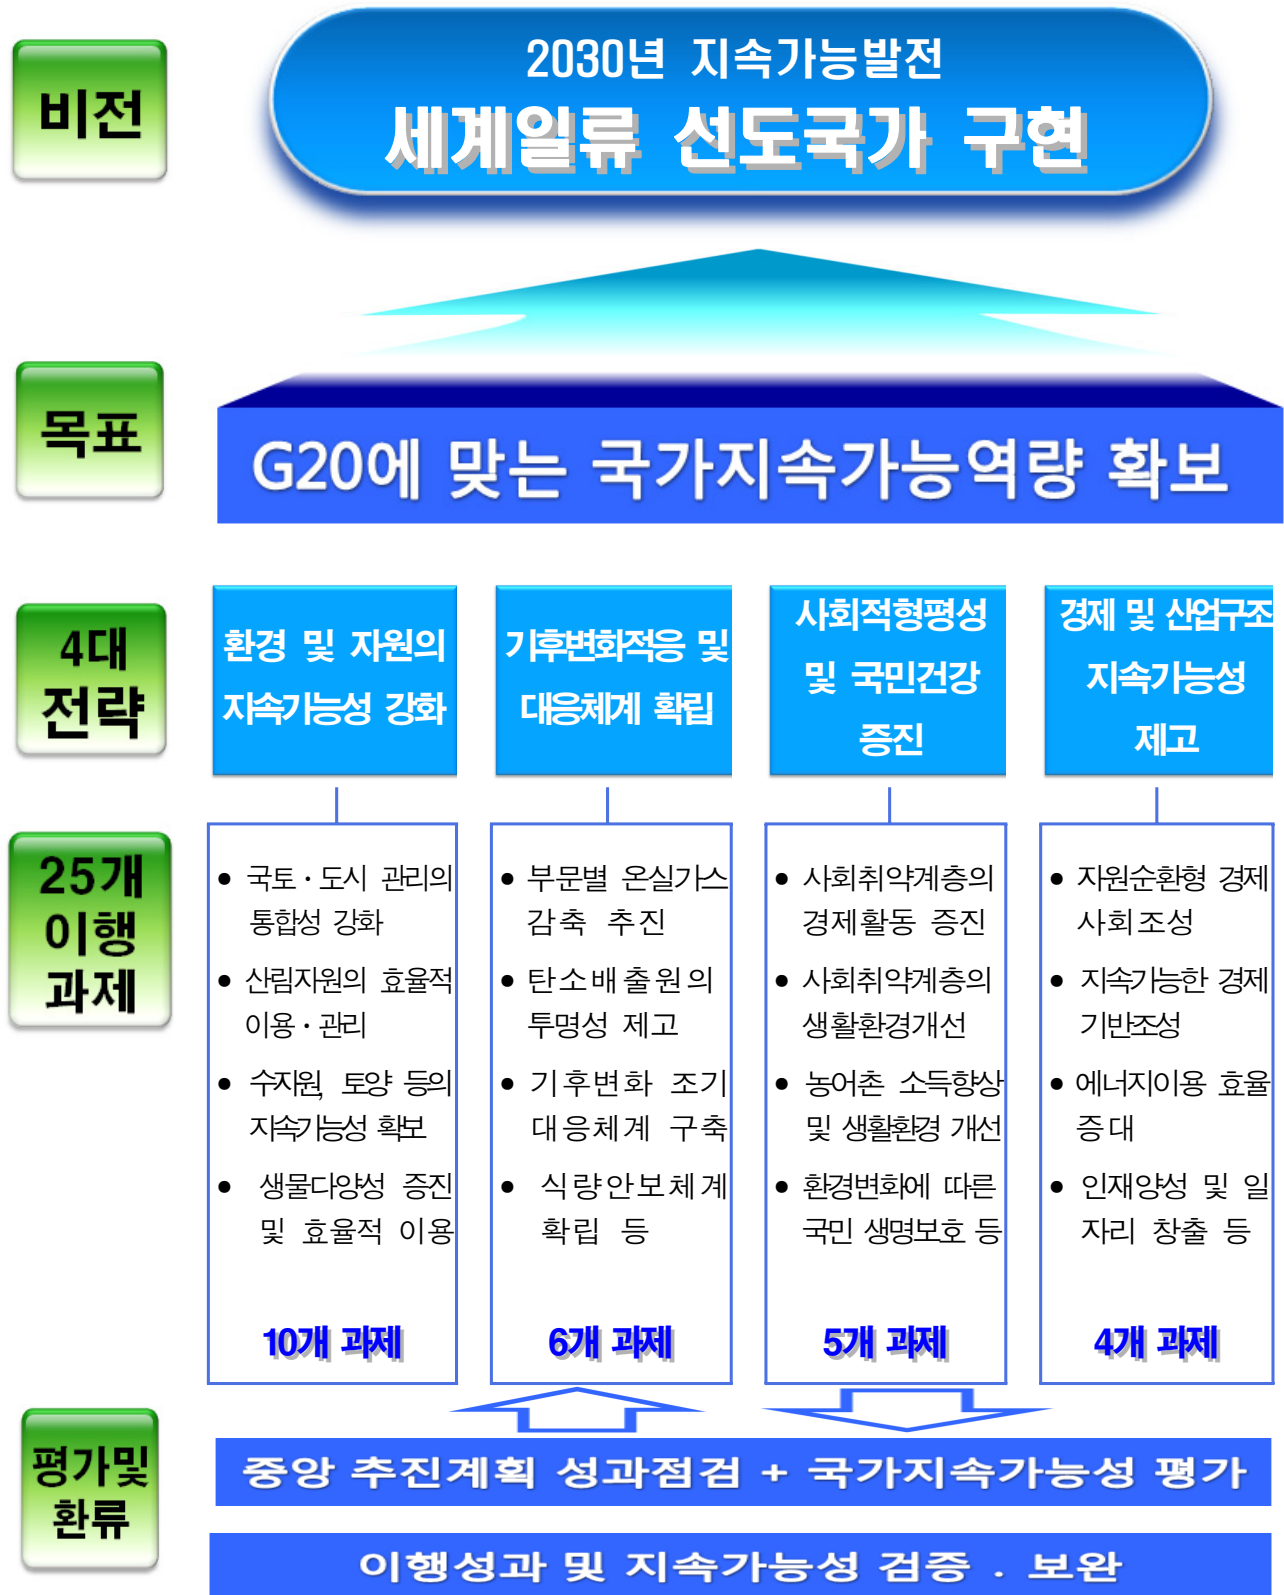 비전
2030년 지속가능발전
세계일류 선도국가 구현
목표
G20에 맞는 국가지속가능역량 확보
4대
전략
환경 및 자원의
지속가능성 강화
기후변화적응 및
대응체계 확립
사회적형평성
및 국민건강
증진
경제 및 산업구조
지속가능성
제고
25개
이행
과제
• 국토·도시 관리의
통합성 강화
• 산림자원의 효율적
이용·관리
• 수자원, 토양 등의
지속가능성 확보
• 생물다양성 증진
및 효율적 이용
10개 과제
• 부문별 온실가스
감축 추진
• 탄소배출원의
투명성 제고
• 기후변화 조기
대응체계 구축
• 식량안보체계
확립 등
6개 과제
• 사회취약계층의
경제활동 증진
• 사회취약계층의
생활환경개선
• 농어촌 소득향상
및 생활환경 개선
• 환경변화에 따른
국민 생명보호 등
5개 과제
• 자원순환형 경제
사회조성
• 지속가능한 경제
기반조성
• 에너지이용 효율
증대
• 인재양성 및 일
자리 창출 등
4개 과제
평가및
환류
중앙 추진계획 성과점검 + 국가지속가능성 평가
이행성과 및 지속가능성 검증 . 보완